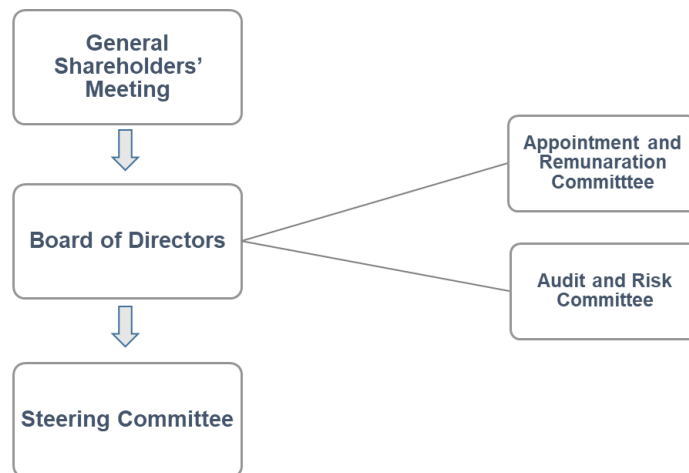 General
Shareholders’
Meeting
Appointment and
Remunaration
Committtee
Board of Directors
Audit and Risk
Committee
Steering Committee